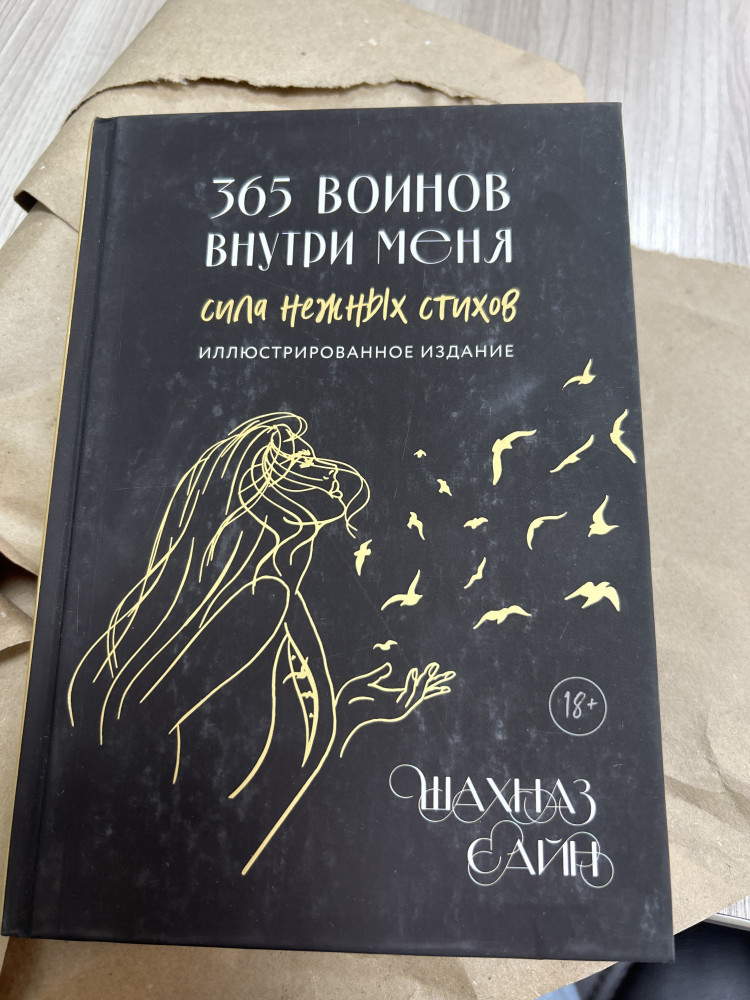 365 ВОИНОВ
ВНУТРИ МЕНЯ
сила нежных стихов
ИЛЛЮСТРИРОВАННОЕ ИЗДАНИЕ
18+
ШАХНАЗ
САЙН